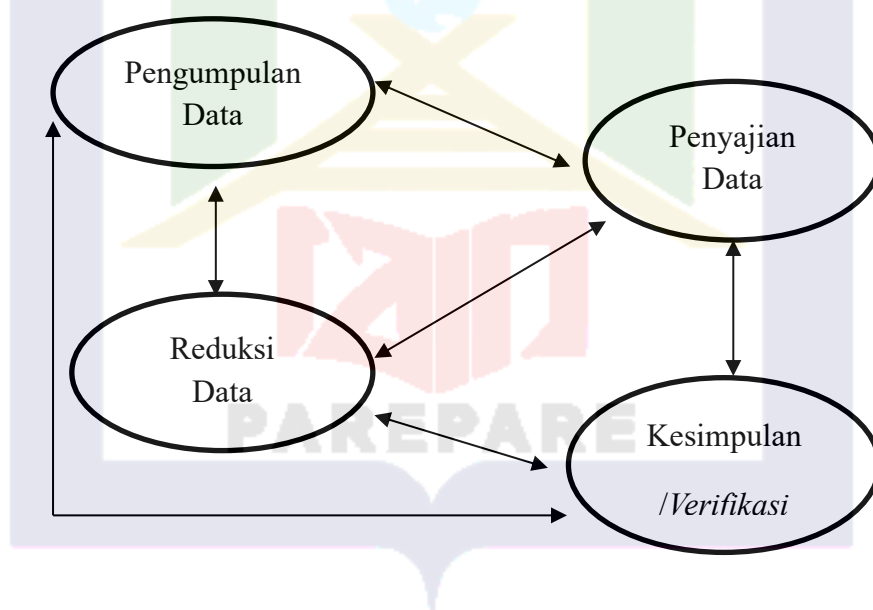 Pengumpulan
Data
Penyajian
Data
Reduksi
Data
PAREPARE
Kesimpulan
/Verifikasi